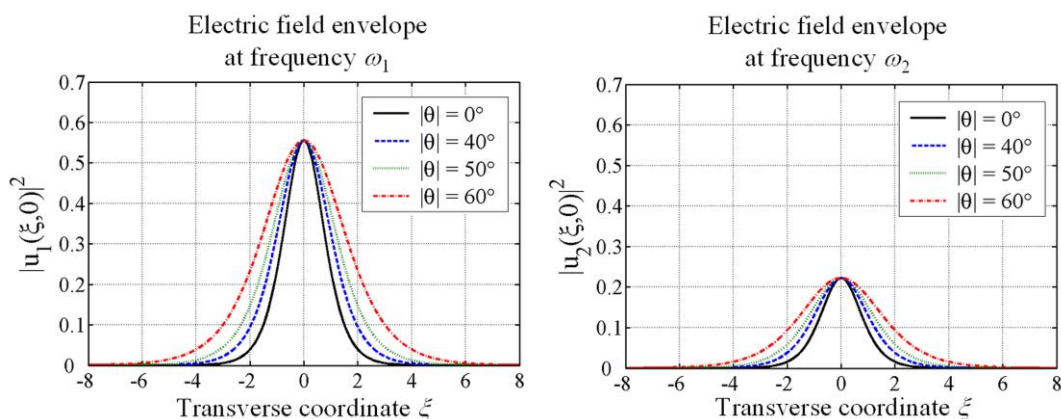 Electric field envelope
at frequency ω₁
|u₁(ξ,0)|²
0.7
0.6
0.5
0.4
0.3
0.2
0.1
0
-8 -6 -4 -2 0 2 4 6 8
Transverse coordinate ξ
|θ| = 0°
|θ| = 40°
|θ| = 50°
|θ| = 60°
Electric field envelope
at frequency ω₂
|u₂(ξ,0)|²
0.7
0.6
0.5
0.4
0.3
0.2
0.1
0
-8 -6 -4 -2 0 2 4 6 8
Transverse coordinate ξ
|θ| = 0°
|θ| = 40°
|θ| = 50°
|θ| = 60°